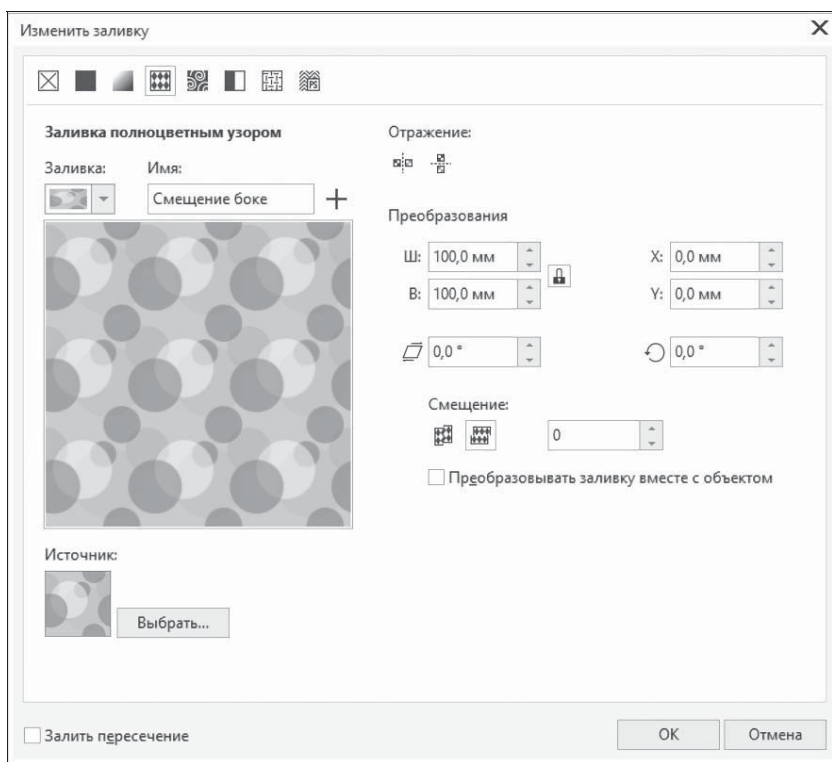 Изменить заливку
Заливка полноцветным узором
Заливка: Имя:
Смещение боке
Отражение:
Преобразования
Ш: 100,0 мм X: 0,0 мм
В: 100,0 мм Y: 0,0 мм
0,0 ° 0,0 °
Смещение:
0
Преобразовывать заливку вместе с объектом
Источник:
Выбрать...
Залить пересечение
OK Отмена